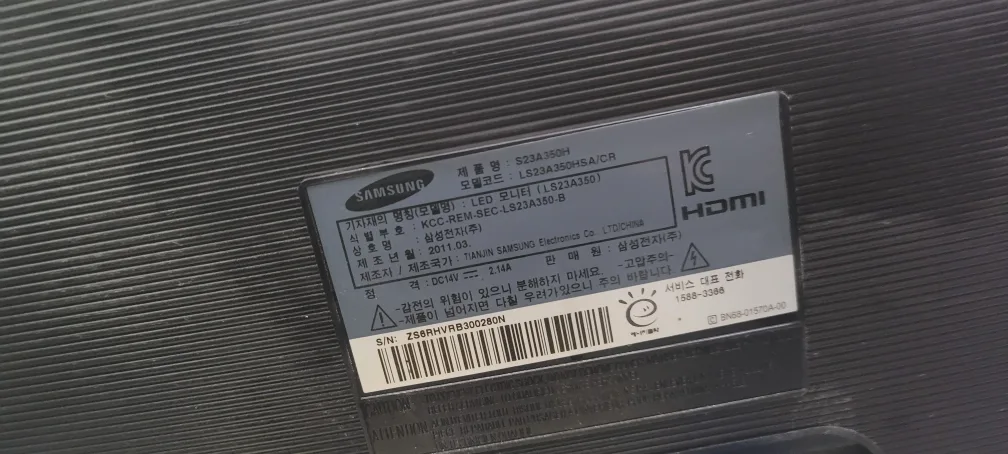 SAMSUNG
제 품 명 : S23A350H
모델코드 : LS23A350HSA/CR
기자재의 명칭(모델명) : LED 모니터 (LS23A350)
식 별 부 호 : KCC-REM-SEC-LS23A350-B
상 호 명 : 삼성전자(주)
제 조 년 월 : 2011.03.
제조자 / 제조국가 : TIANJIN SAMSUNG Electronics Co. LTD/CHINA
정 격 : DC14V 2.14A 판 매 원 : 삼성전자(주)
-감전의 위험이 있으니 분해하지 마세요. -고압주의-
-제품이 넘어지면 다칠 우려가 있으니 주의 바랍니다.
HDMI
S/N: ZS6RHVRB300280N
서비스 대표 전화
1588-3366
BN68-01570A-00
ATTENTION